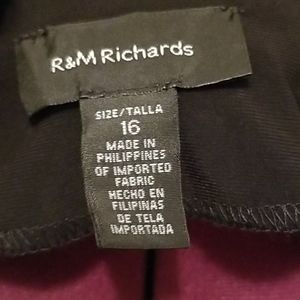 R&M Richards
SIZE/TALLA
16
MADE IN
PHILIPPINES
OF IMPORTED
FABRIC
HECHO EN
FILIPINAS
DE TELA
IMPORTADA